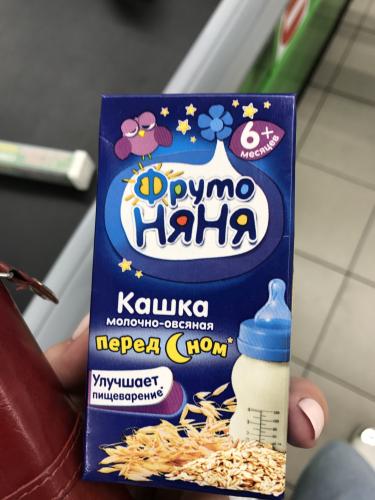 6+
месяцев
Фруто
НЯНЯ
Кашка
молочно-овсяная
перед сном*
Улучшает
пищеварение*